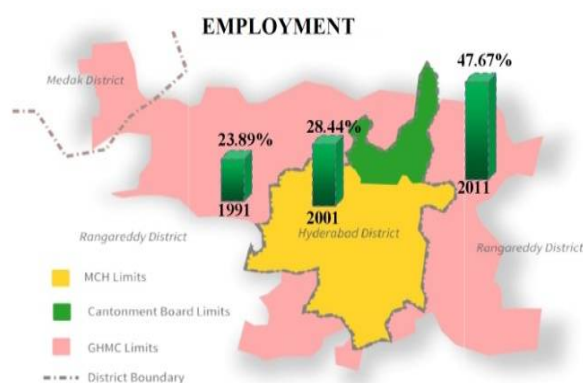 EMPLOYMENT
47.67%
Medak District
28.44%
23.89%
2011
1991
2001
Rangareddy District
Hyderabad District
Rangareddy District
MCH Limits
Cantonment Board Limits
GHMC Limits
District Boundary